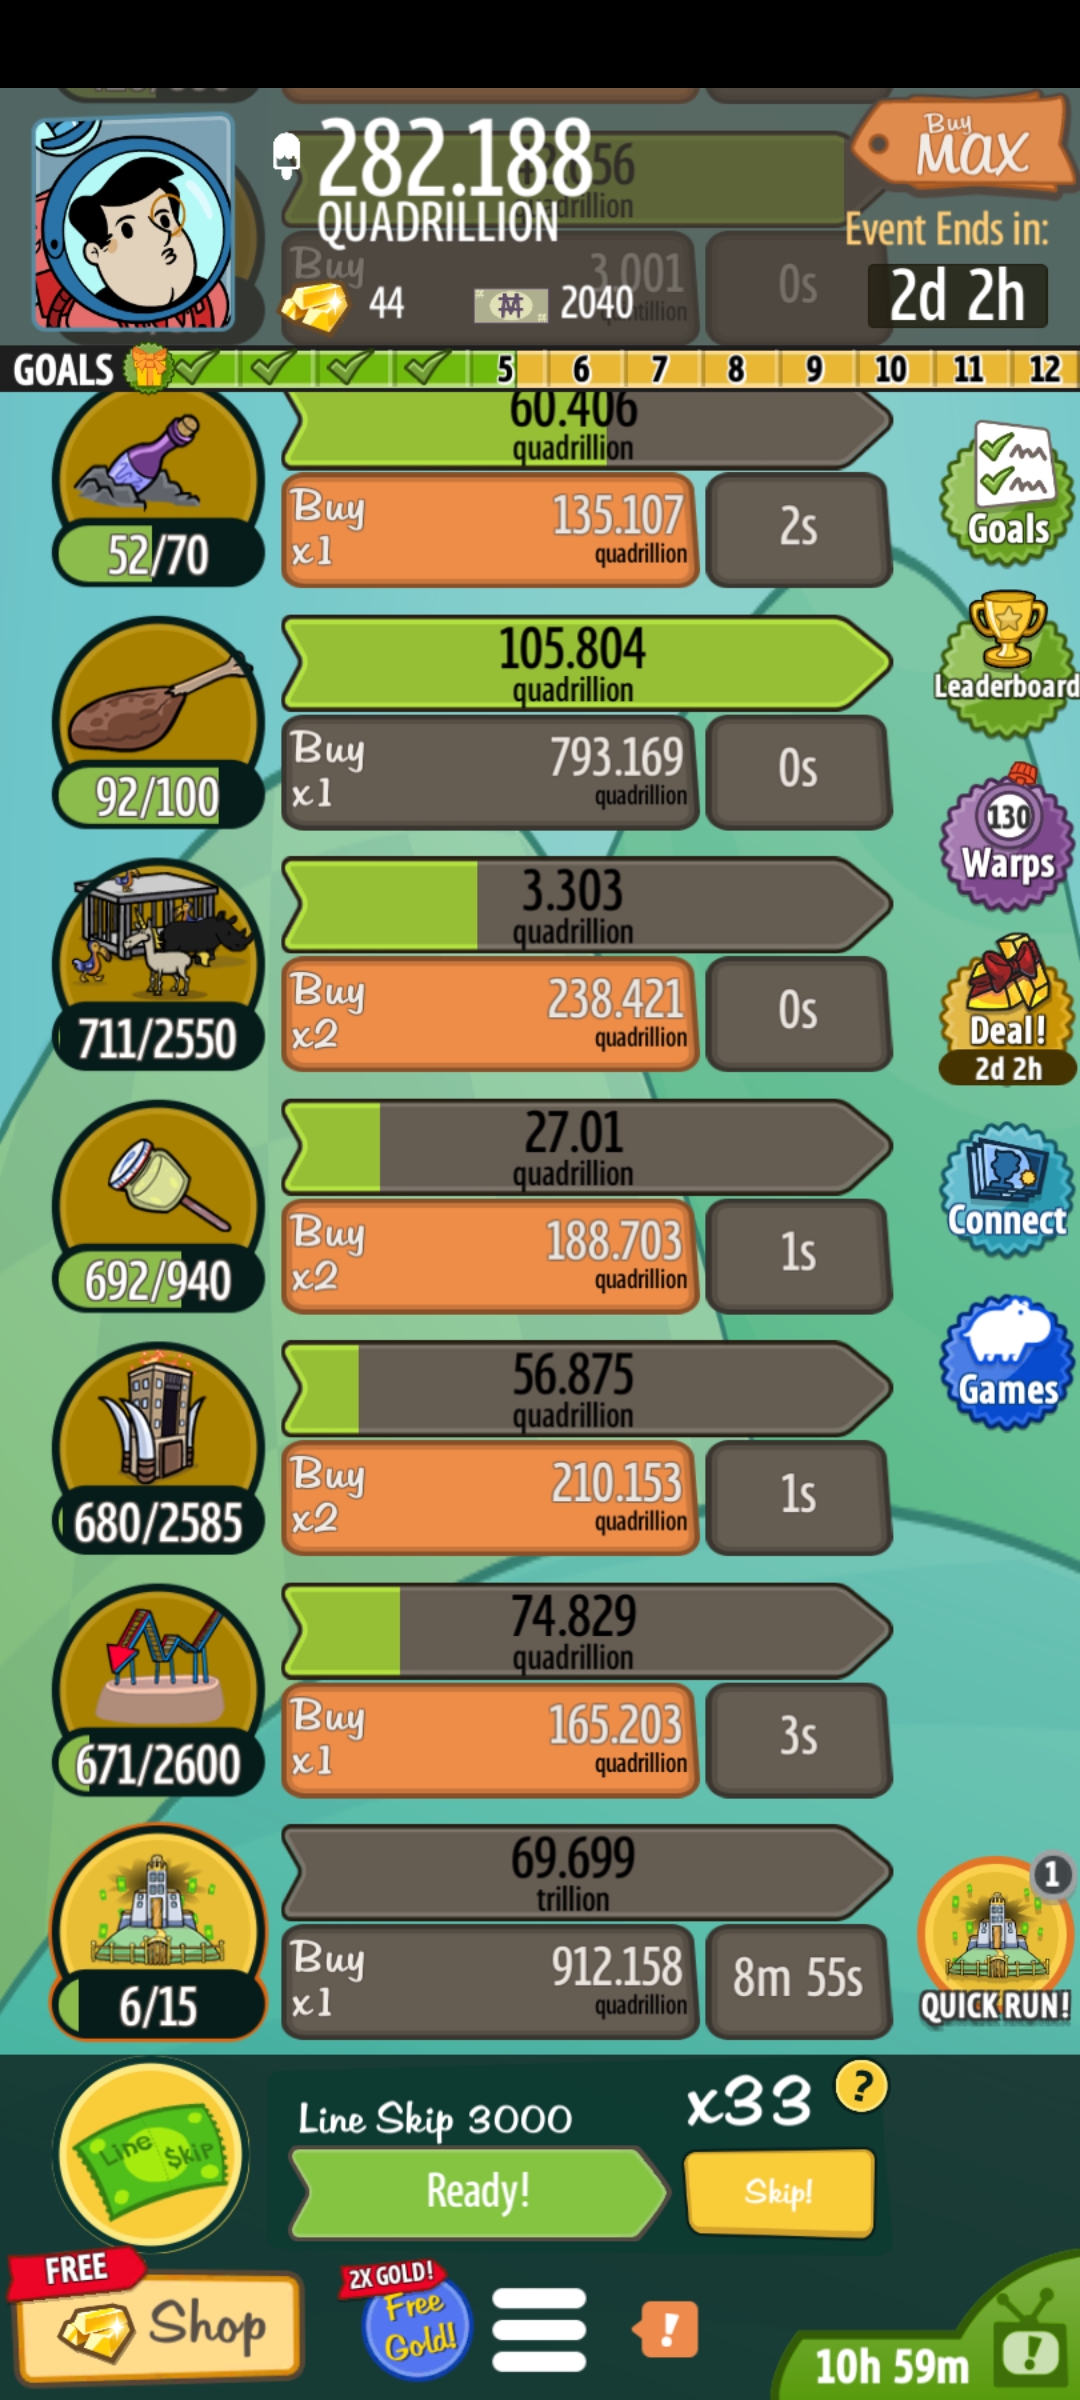 282.188
QUADRILLION
Buy
MAX
Event Ends in:
2d 2h
44
2040
Buy
3.001
0s
GOALS
5 6 7 8 9 10 11 12
60.406
quadrillion
Buy
x1
135.107
quadrillion
2s
52/70
Goals
105.804
quadrillion
Buy
x1
793.169
quadrillion
0s
92/100
Leaderboard
3.303
quadrillion
Buy
x2
238.421
quadrillion
0s
711/2550
130
Warps
Deal!
2d 2h
27.01
quadrillion
Buy
x2
188.703
quadrillion
1s
692/940
Connect
56.875
quadrillion
Buy
x2
210.153
quadrillion
1s
680/2585
Games
74.829
quadrillion
Buy
x1
165.203
quadrillion
3s
671/2600
69.699
trillion
Buy
x1
912.158
quadrillion
8m 55s
6/15
1
QUICK RUN!
Line $kip
Line Skip 3000
x33
?
Ready!
Skip!
FREE
Shop
2X GOLD!
Free
Gold!
!
10h 59m
!